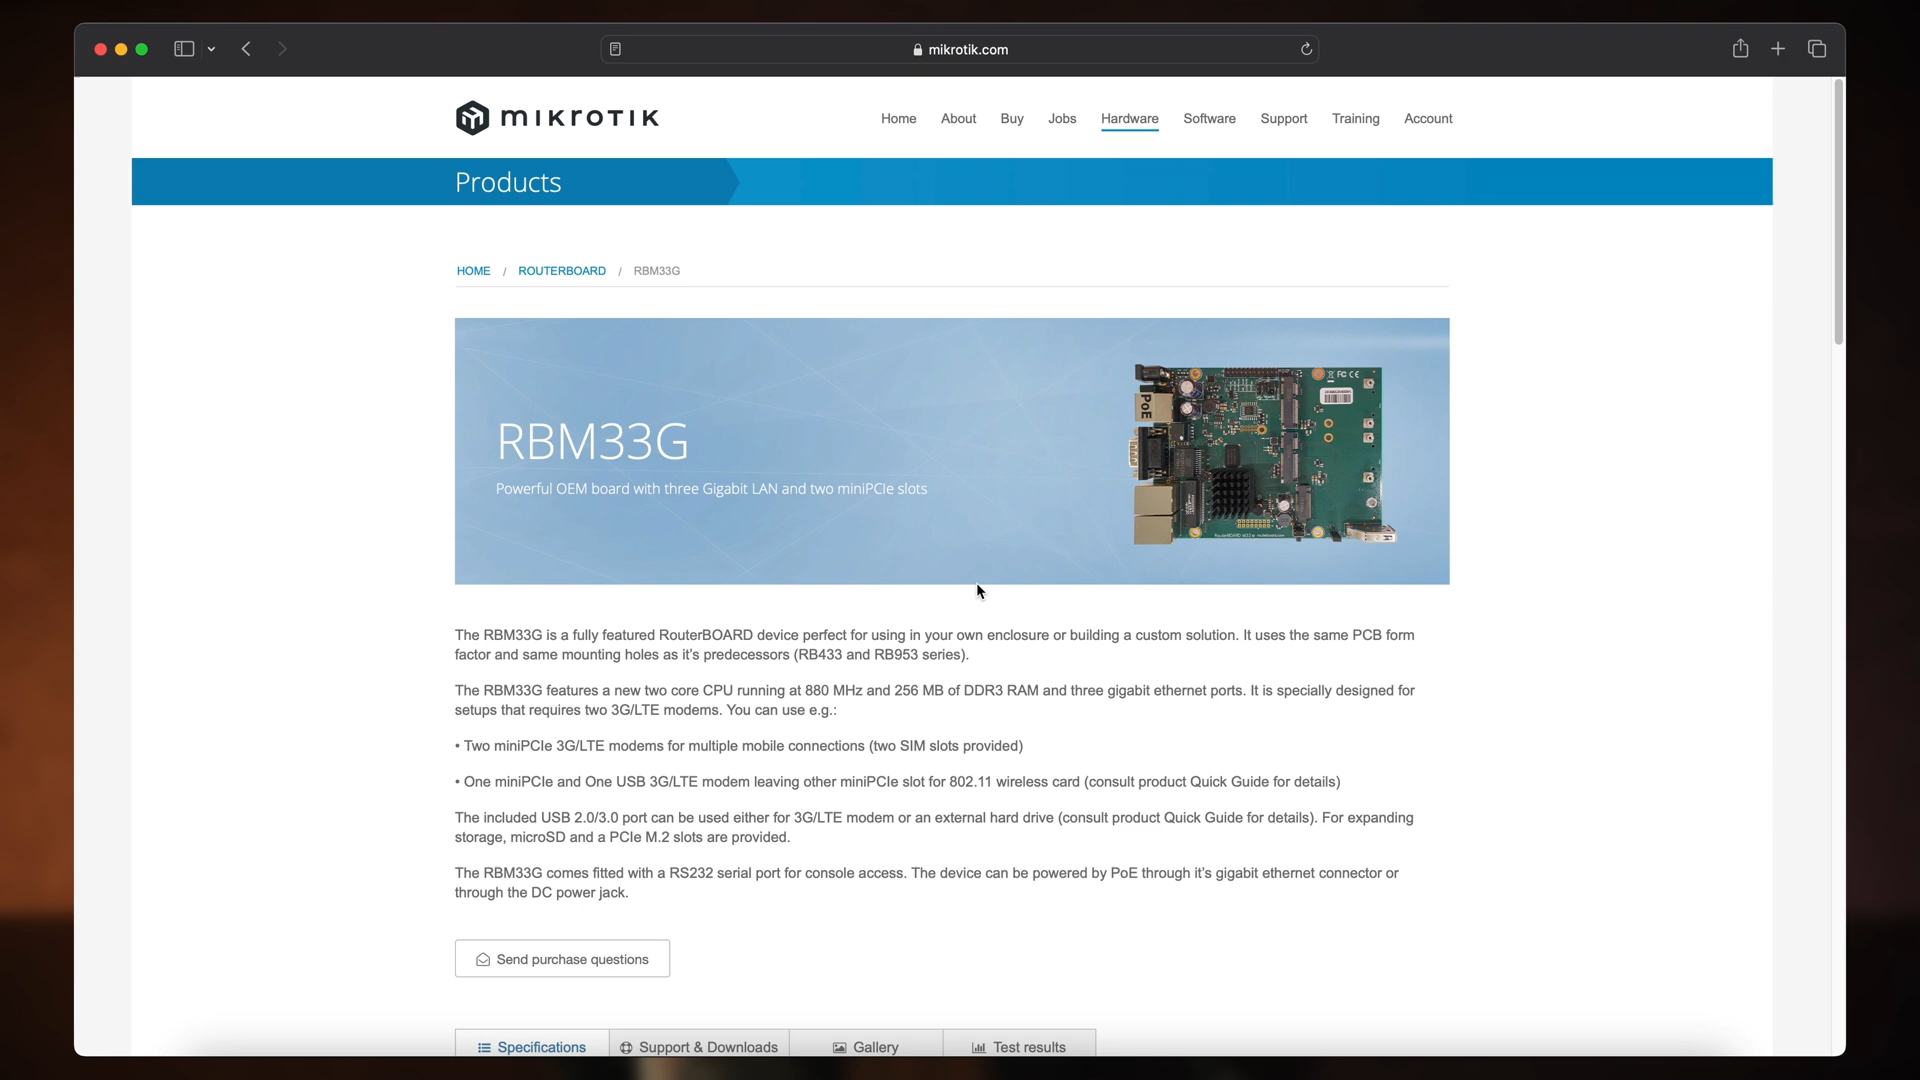 mikrotik.com
mikrotik
Home About Buy Jobs Hardware Software Support Training Account
Products
HOME / ROUTERBOARD / RBM33G
PoE
FC CE
RBM33G
Powerful OEM board with three Gigabit LAN and two miniPCIe slots
The RBM33G is a fully featured RouterBOARD device perfect for using in your own enclosure or building a custom solution. It uses the same PCB form
factor and same mounting holes as it's predecessors (RB433 and RB953 series).
The RBM33G features a new two core CPU running at 880 MHz and 256 MB of DDR3 RAM and three gigabit ethernet ports. It is specially designed for
setups that requires two 3G/LTE modems. You can use e.g.:
• Two miniPCIe 3G/LTE modems for multiple mobile connections (two SIM slots provided)
• One miniPCIe and One USB 3G/LTE modem leaving other miniPCIe slot for 802.11 wireless card (consult product Quick Guide for details)
The included USB 2.0/3.0 port can be used either for 3G/LTE modem or an external hard drive (consult product Quick Guide for details). For expanding
storage, microSD and a PCIe M.2 slots are provided.
The RBM33G comes fitted with a RS232 serial port for console access. The device can be powered by PoE through it's gigabit ethernet connector or
through the DC power jack.
Send purchase questions
Specifications Support & Downloads Gallery Test results